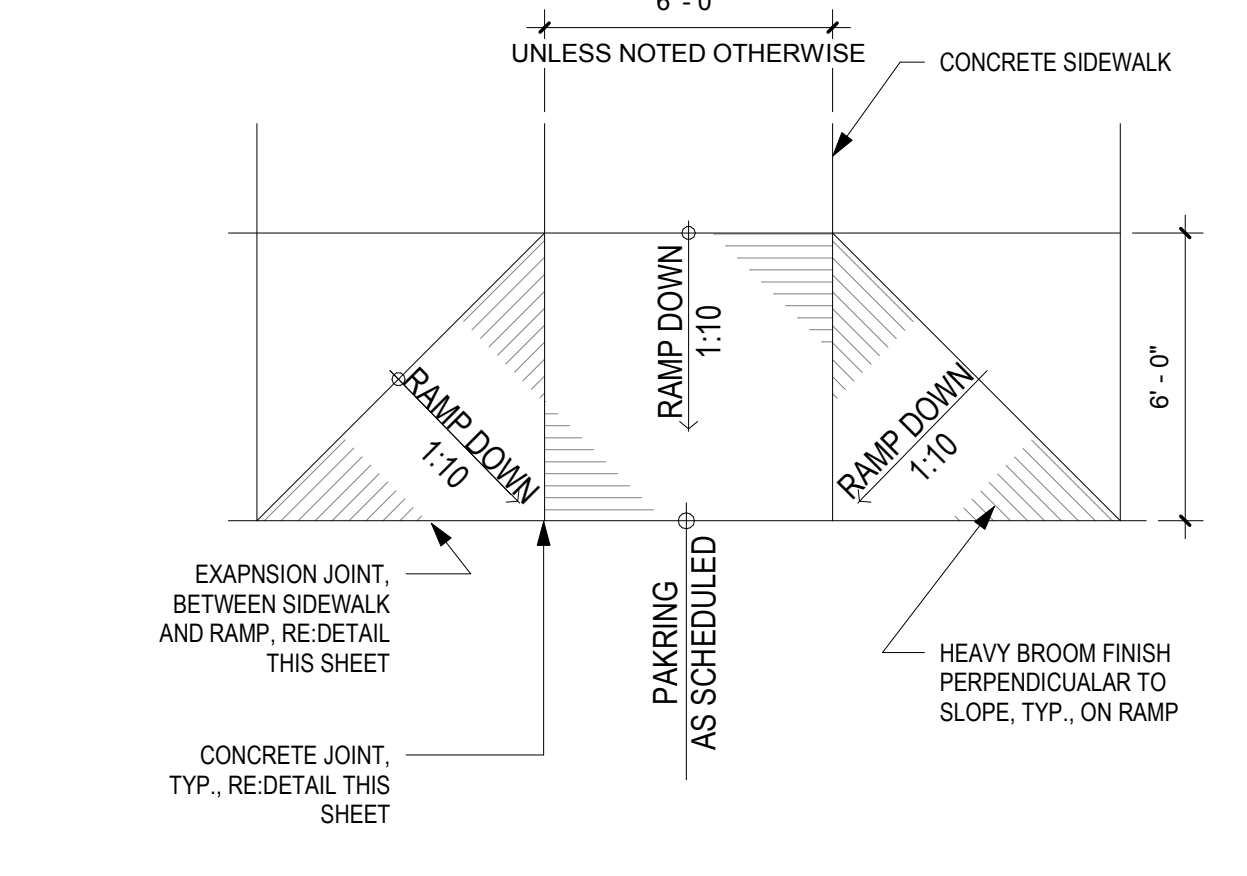 6' - 0"
UNLESS NOTED OTHERWISE
CONCRETE SIDEWALK
RAMP DOWN
1:10
RAMP DOWN
1:10
RAMP DOWN
1:10
6' - 0"
EXAPNSION JOINT,
BETWEEN SIDEWALK
AND RAMP, RE:DETAIL
THIS SHEET
PAKRING
AS SCHEDULED
HEAVY BROOM FINISH
PERPENDICUALAR TO
SLOPE, TYP., ON RAMP
CONCRETE JOINT,
TYP., RE:DETAIL THIS
SHEET